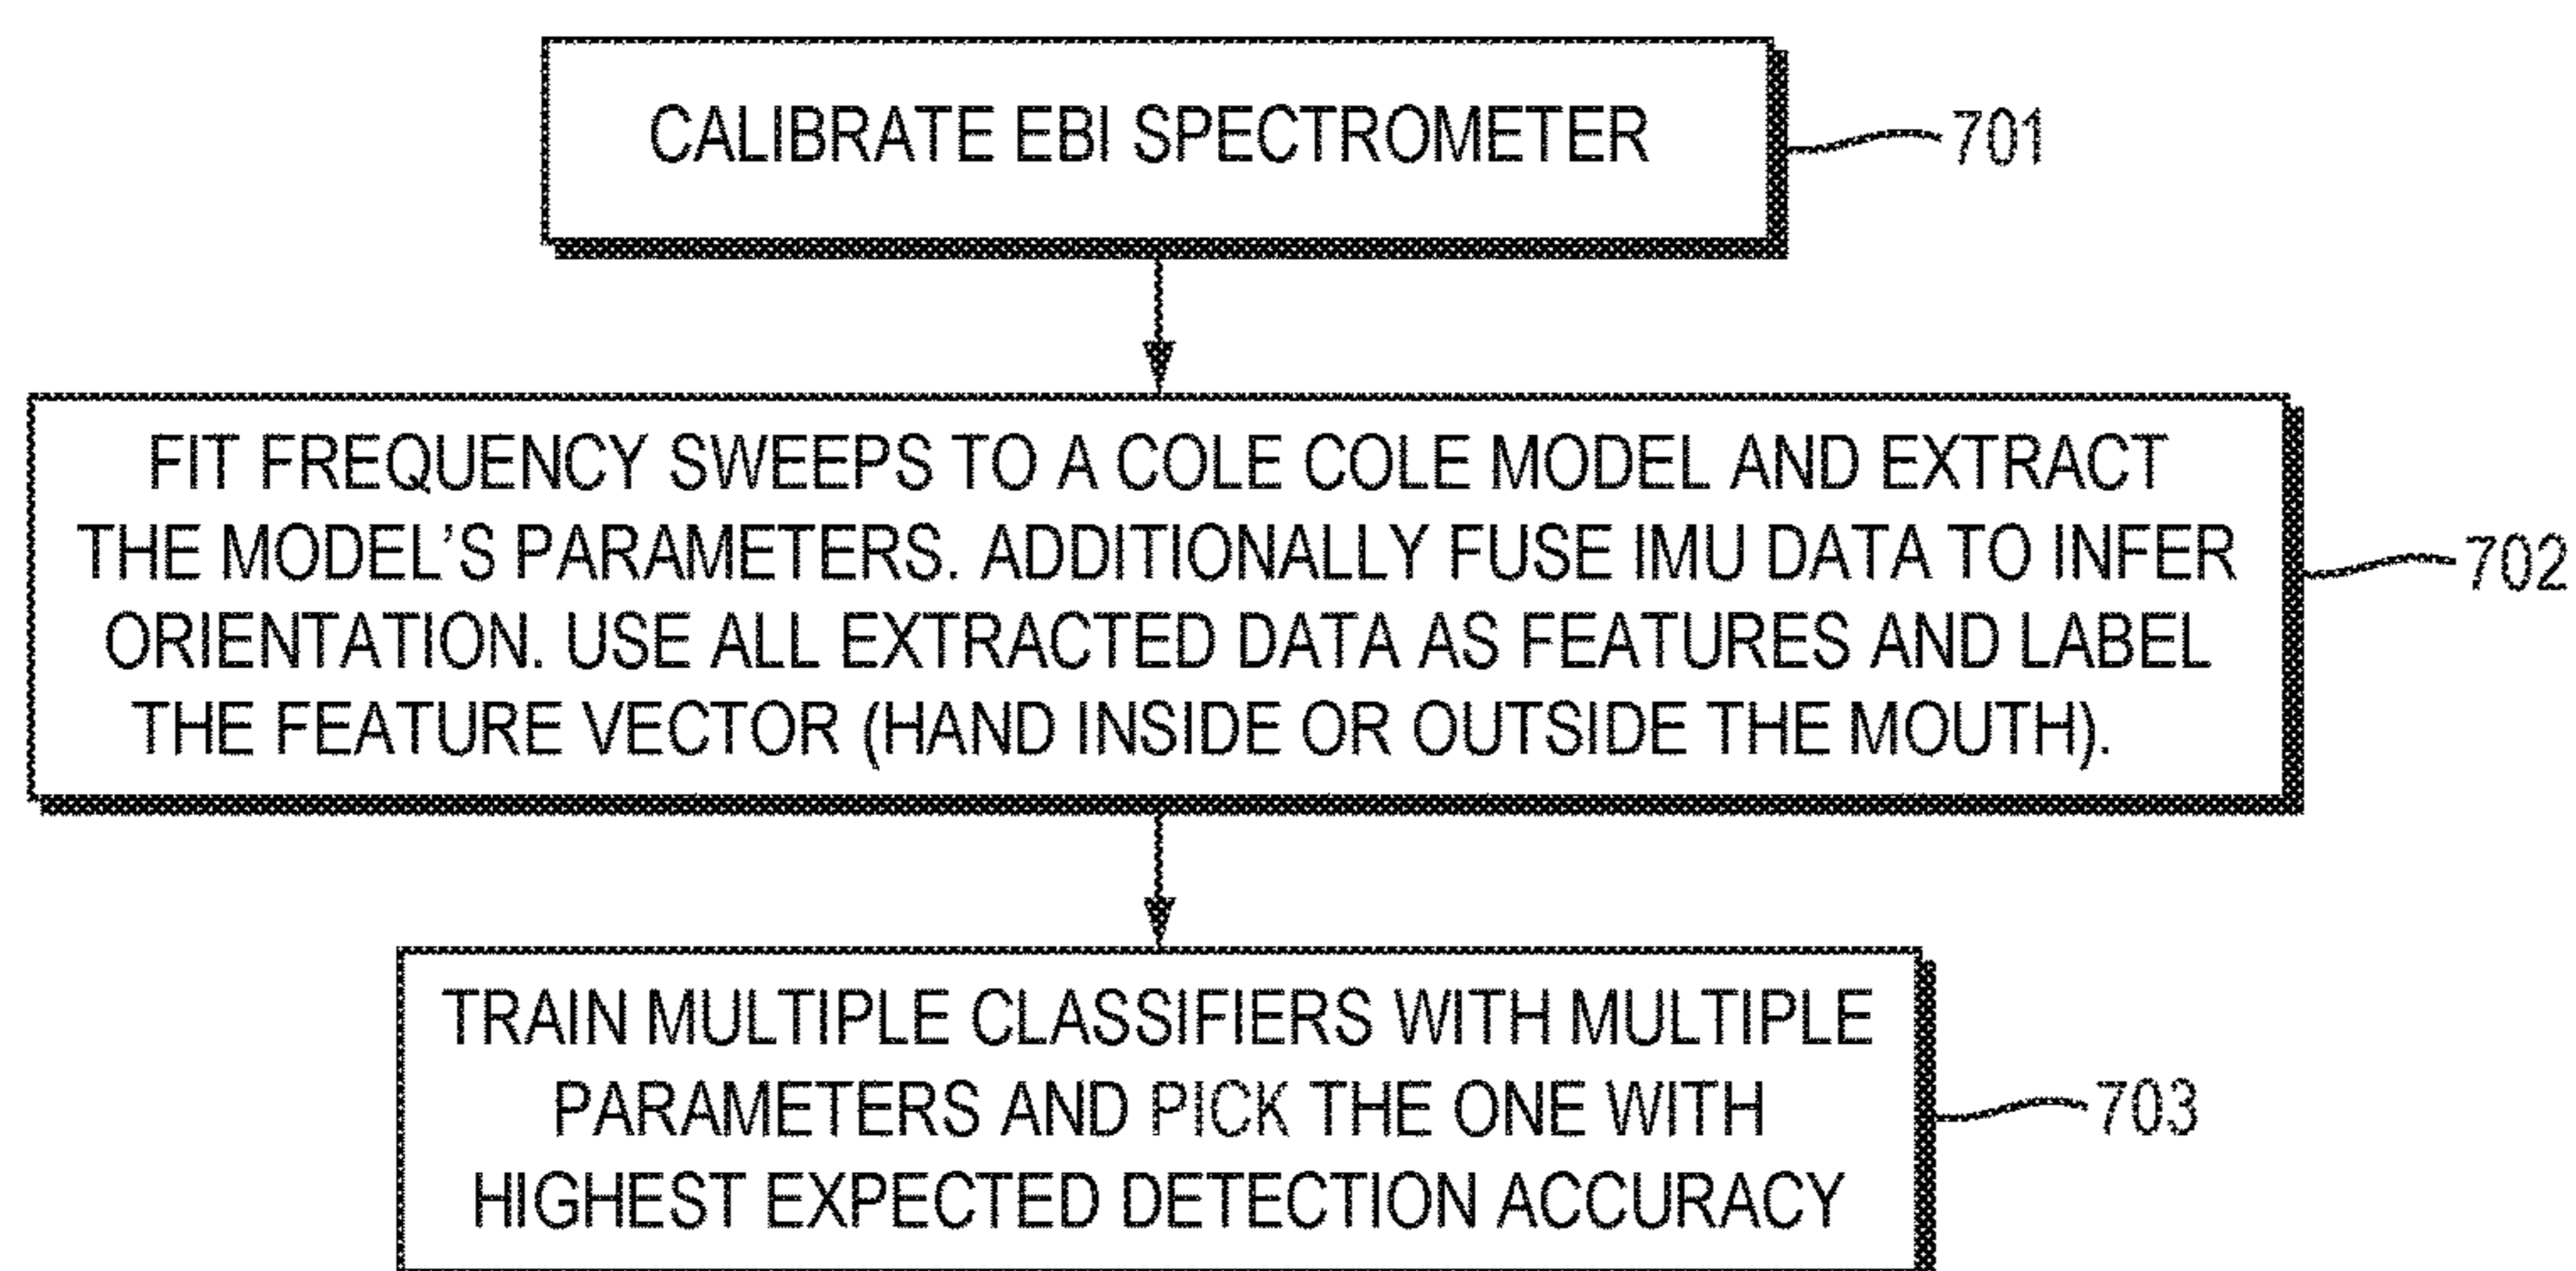 CALIBRATE EBI SPECTROMETER
701
FIT FREQUENCY SWEEPS TO A COLE COLE MODEL AND EXTRACT
THE MODEL'S PARAMETERS. ADDITIONALLY FUSE IMU DATA TO INFER
ORIENTATION. USE ALL EXTRACTED DATA AS FEATURES AND LABEL
THE FEATURE VECTOR (HAND INSIDE OR OUTSIDE THE MOUTH).
702
TRAIN MULTIPLE CLASSIFIERS WITH MULTIPLE
PARAMETERS AND PICK THE ONE WITH
HIGHEST EXPECTED DETECTION ACCURACY
703